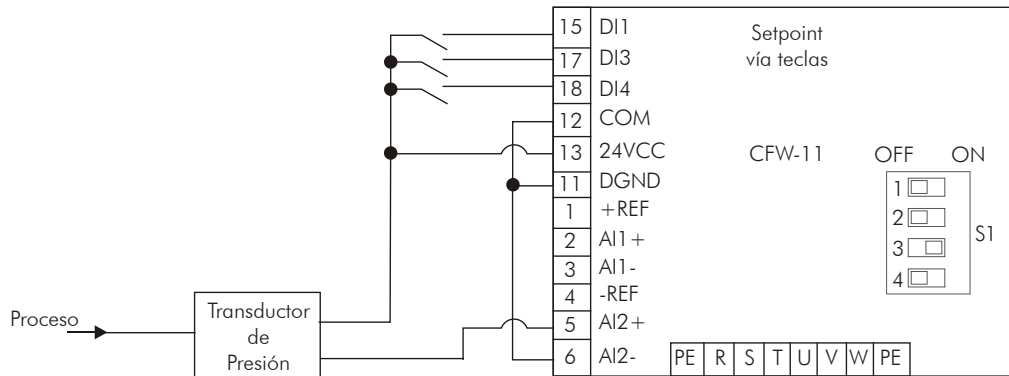 15 DI1
17 DI3
18 DI4
12 COM
13 24VCC
11 DGND
1 +REF
2 AI1+
3 AI1-
4 -REF
5 AI2+
6 AI2-
Setpoint
vía teclas
CFW-11
OFF ON
1
2
3
4
S1
PE R S T U V W PE
Proceso
Transductor
de
Presión